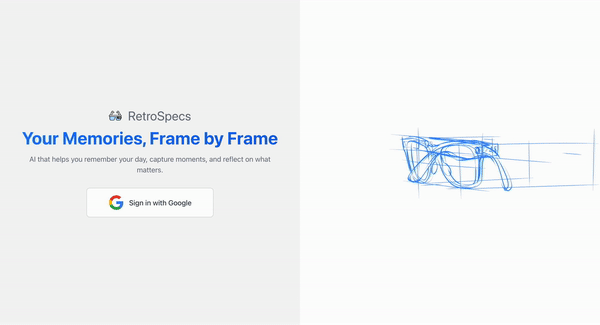 RetroSpecs
Your Memories, Frame by Frame
AI that helps you remember your day, capture moments, and reflect on what
matters.
Sign in with Google